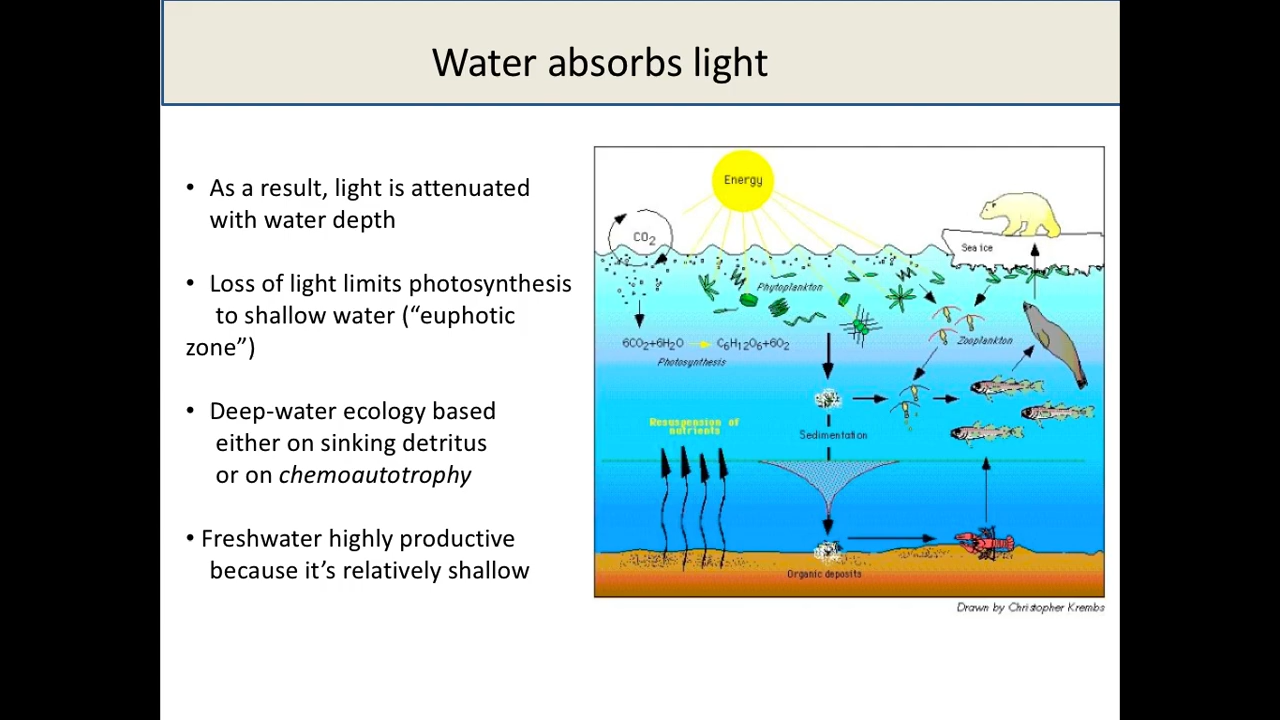 Water absorbs light
• As a result, light is attenuated
with water depth
• Loss of light limits photosynthesis
to shallow water (“euphotic
zone”)
• Deep-water ecology based
either on sinking detritus
or on chemoautotrophy
• Freshwater highly productive
because it’s relatively shallow
Energy
CO2
Sea ice
Phytoplankton
Zooplankton
6CO2+6H2O → C6H12O6+6O2
Photosynthesis
Resuspension of
nutrients
Sedimentation
Organic deposits
Drawn by Christopher Krembs